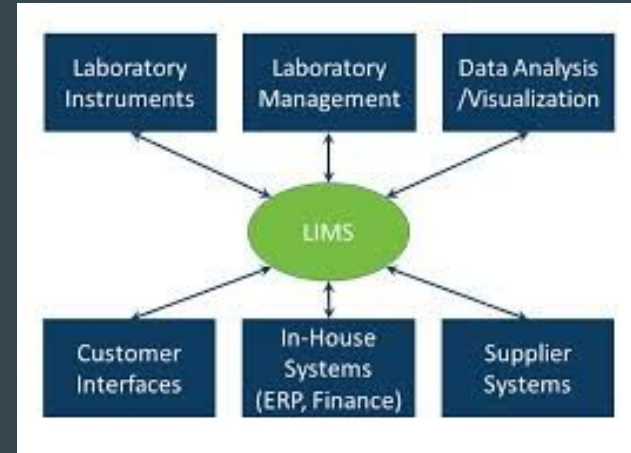 Laboratory
Instruments
Laboratory
Management
Data Analysis
/Visualization
LIMS
Customer
Interfaces
In-House
Systems
(ERP, Finance)
Supplier
Systems